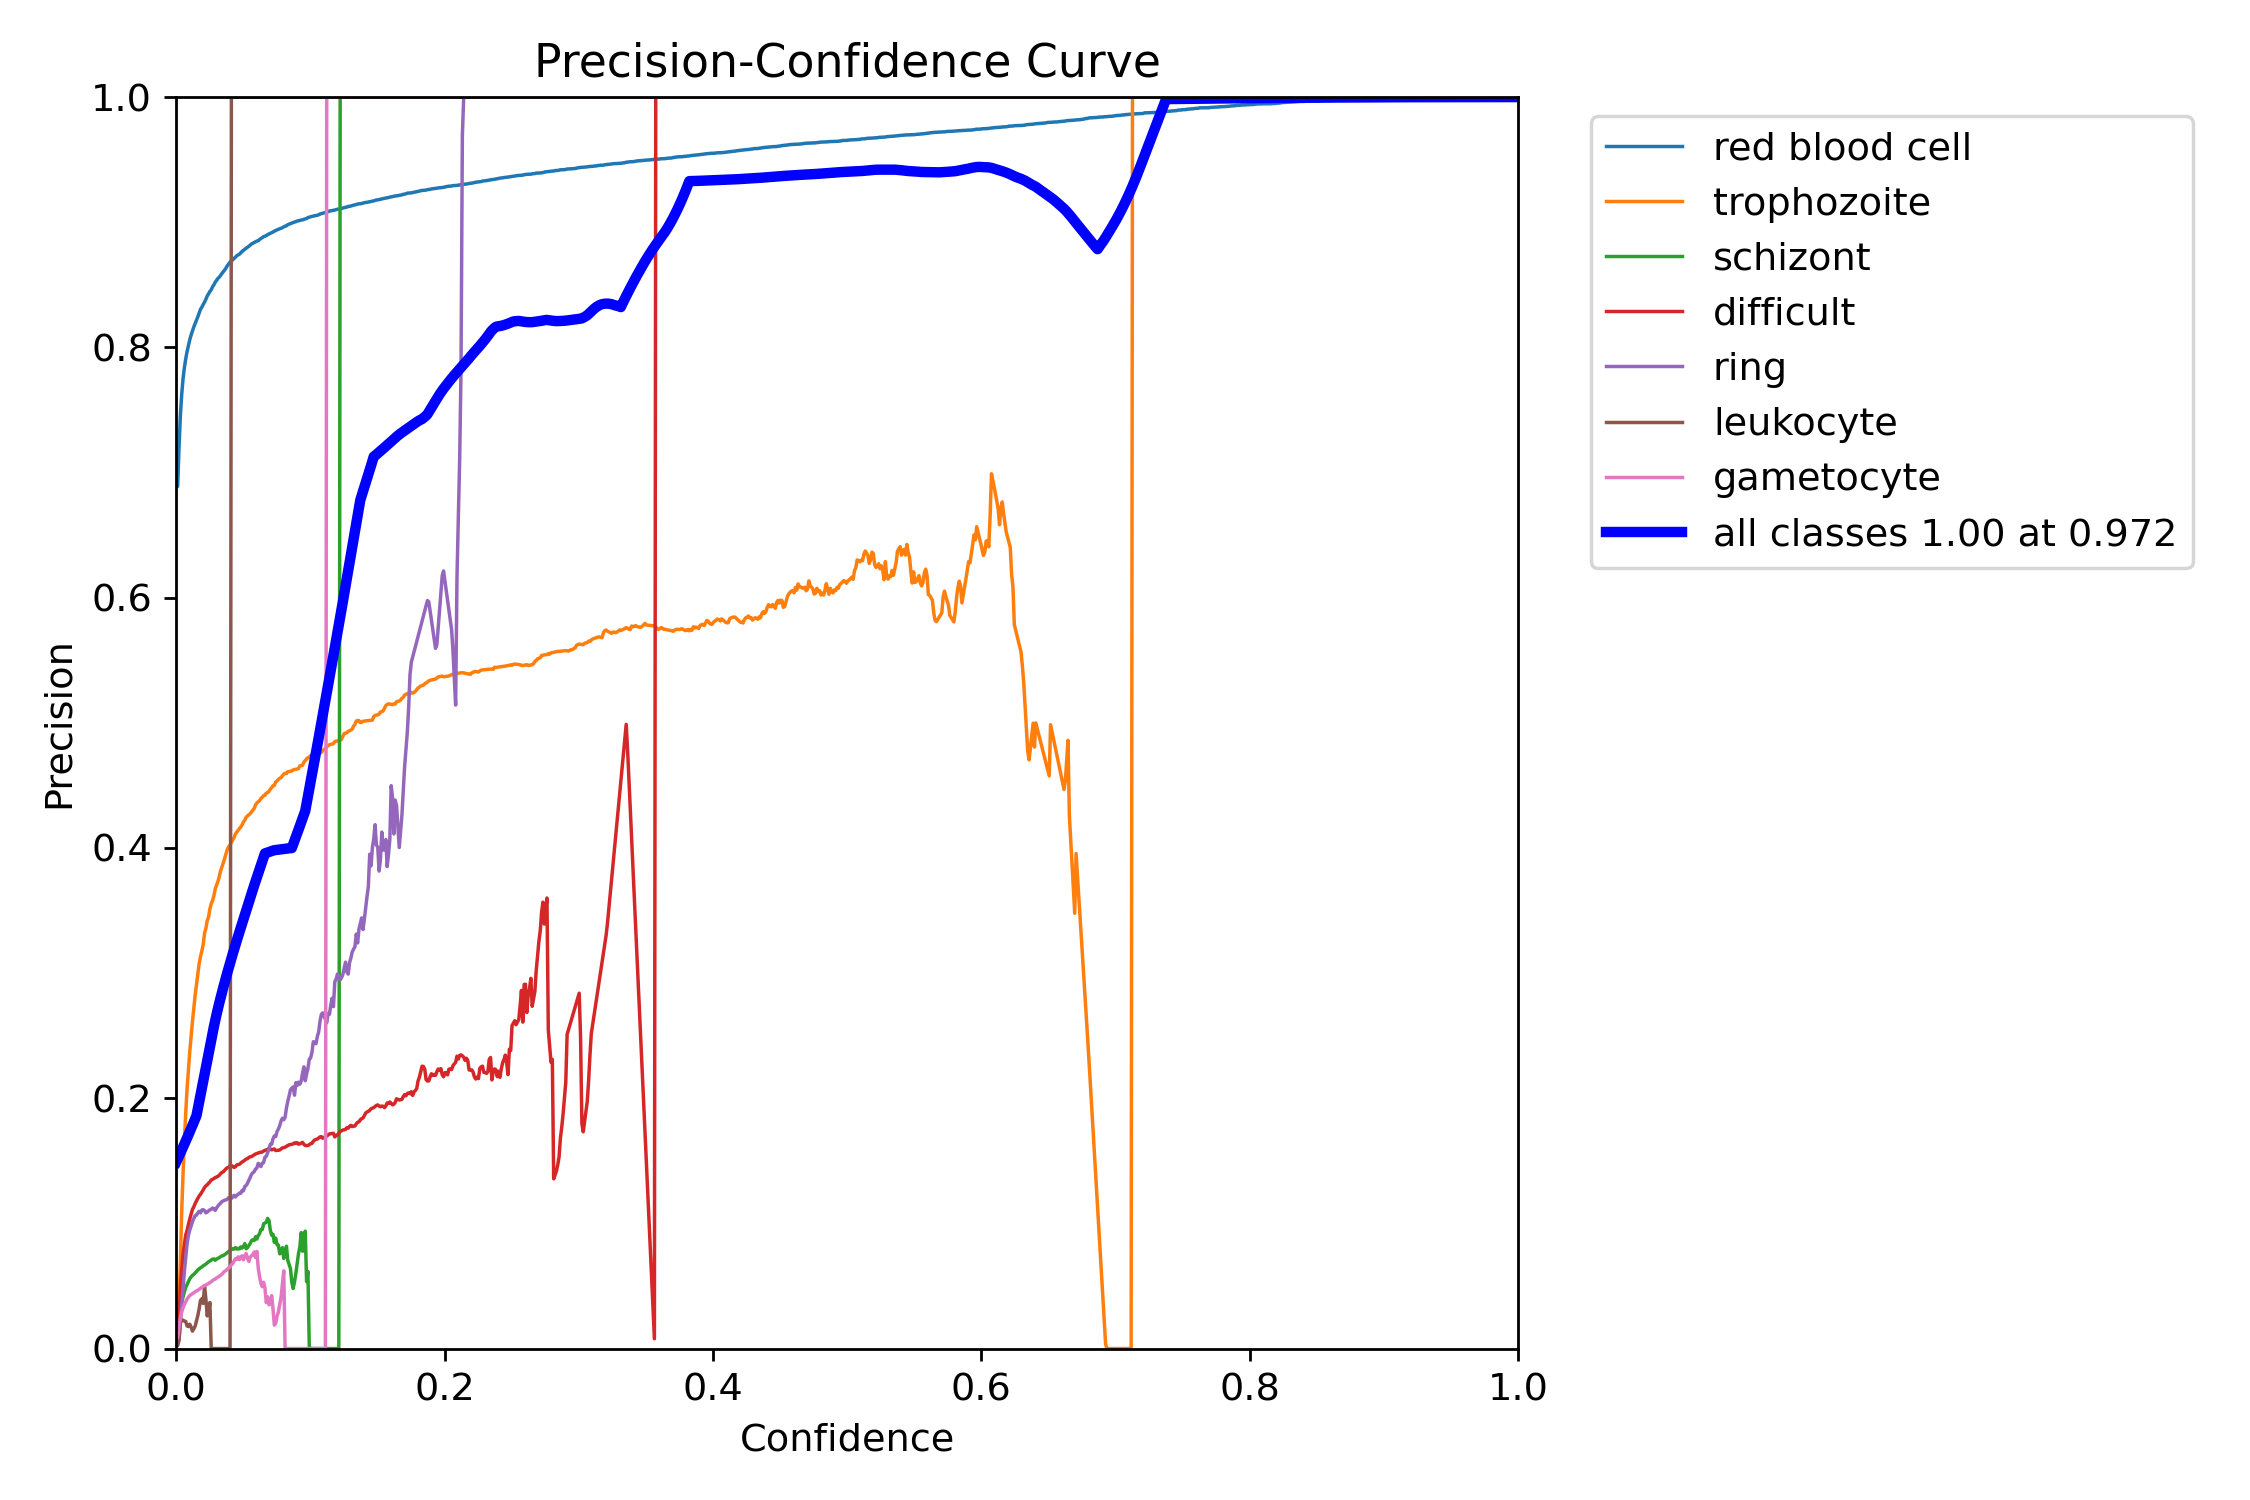 Precision-Confidence Curve
1.0
0.8
0.6
0.4
0.2
0.0
Precision
0.0 0.2 0.4 0.6 0.8 1.0
Confidence
red blood cell
trophozoite
schizont
difficult
ring
leukocyte
gametocyte
all classes 1.00 at 0.972